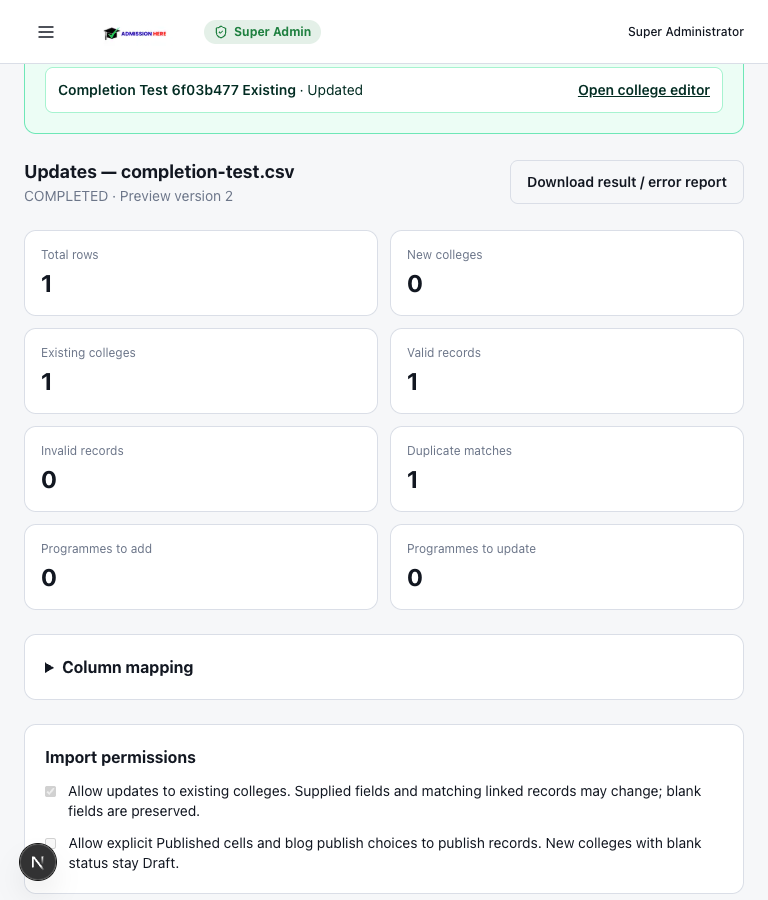 ADMISSION HERE
Super Admin
Super Administrator
Completion Test 6f03b477 Existing · Updated
Open college editor
Updates — completion-test.csv
COMPLETED · Preview version 2
Download result / error report
Total rows
1
New colleges
0
Existing colleges
1
Valid records
1
Invalid records
0
Duplicate matches
1
Programmes to add
0
Programmes to update
0
Column mapping
Import permissions
Allow updates to existing colleges. Supplied fields and matching linked records may change; blank
fields are preserved.
Allow explicit Published cells and blog publish choices to publish records. New colleges with blank
status stay Draft.
N